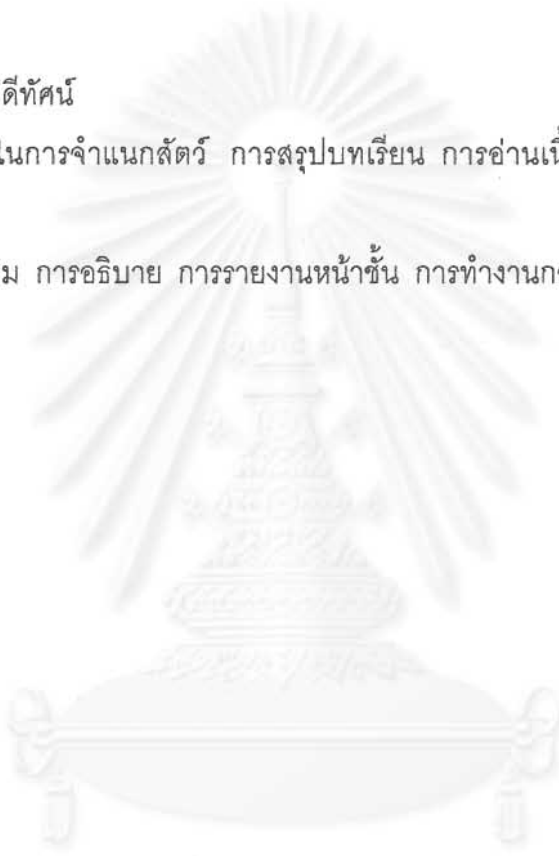 ดีทัศน์
ในการจำแนกสัตว์ การสรุปบทเรียน การอ่านเนื้
ม การอธิบาย การรายงานหน้าชั้น การทำงานก